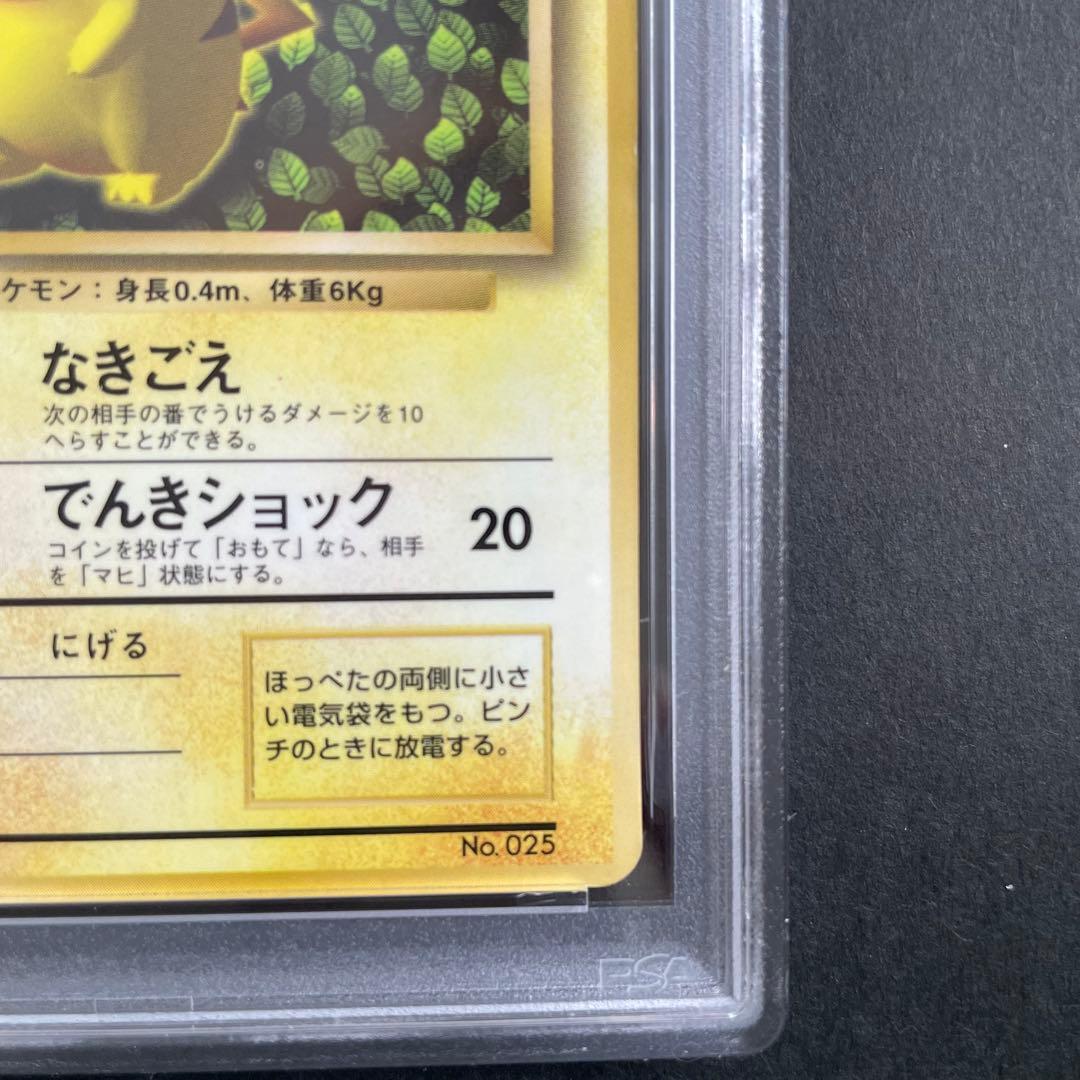 ケモン：身長0.4m、体重6Kg
なきごえ
次の相手の番でうけるダメージを10
へらすことができる。
でんきショック 20
コインを投げて「おもて」なら、相手
を「マヒ」状態にする。
にげる
ほっぺたの両側に小さ
い電気袋をもつ。ピン
チのときに放電する。
No. 025
PSA